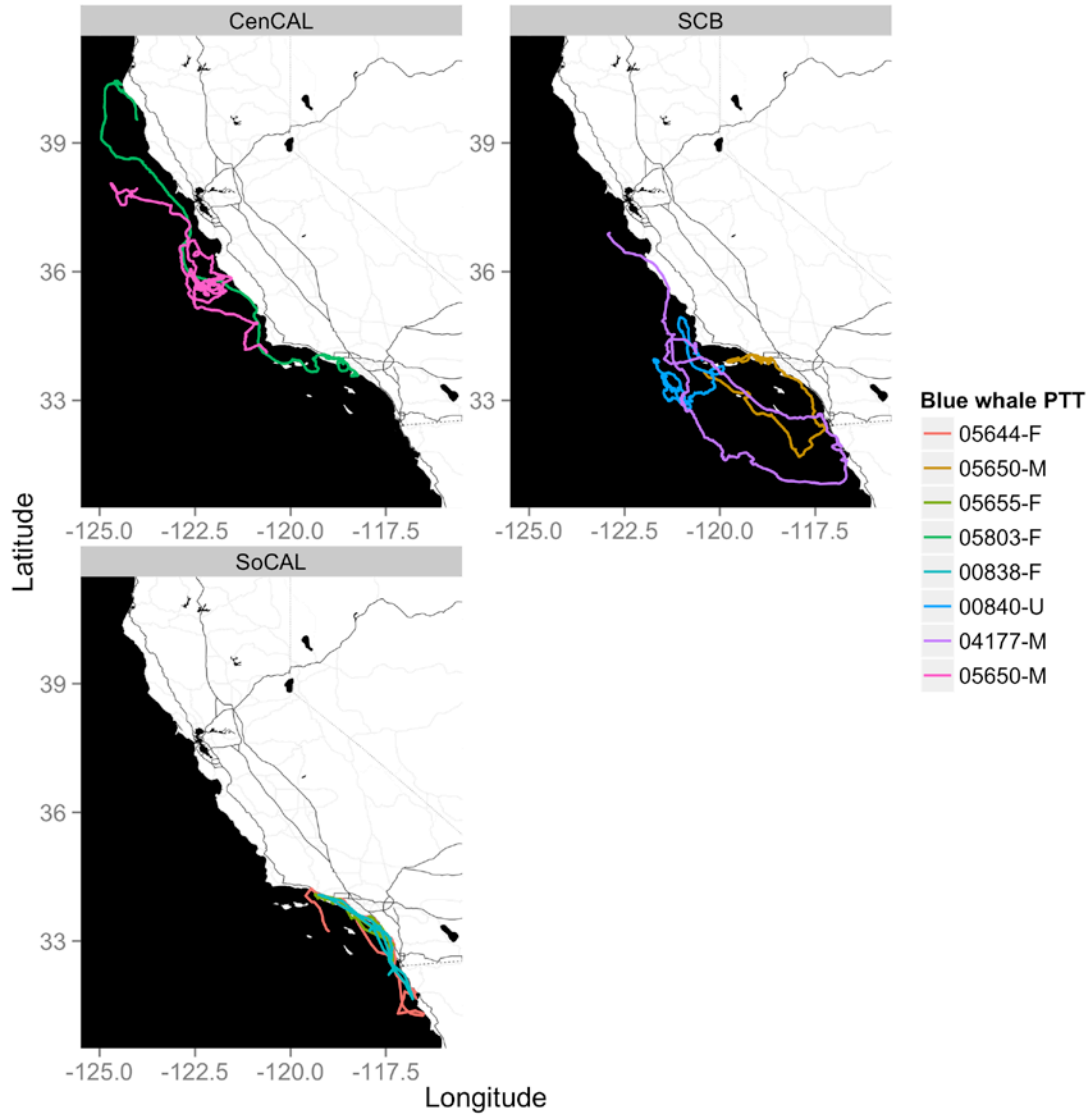 CenCAL
SCB
39
36
33
39
36
33
-125.0 -122.5 -120.0 -117.5
-125.0 -122.5 -120.0 -117.5
SoCAL
39
36
33
-125.0 -122.5 -120.0 -117.5
Latitude
Longitude
Blue whale PTT
05644-F
05650-M
05655-F
05803-F
00838-F
00840-U
04177-M
05650-M